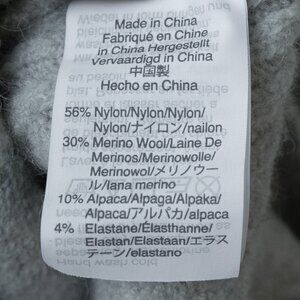 Made in China
Fabriqué en Chine
in China Hergestellt
Vervaardigd in China
中国製
Hecho en China
56% Nylon/Nylon/Nylon/
Nylon/ナイロン/nailon
30% Merino Wool/Laine De
Merinos/Merinowolle/
Merinowol/メリノウー
ル/lana merino
10% Alpaca/Alpaga/Alpaka/
Alpaca/アルパカ/alpaca
4% Elastane/Élasthanne/
Elastan/Elastaan/エラス
テーン/elastano